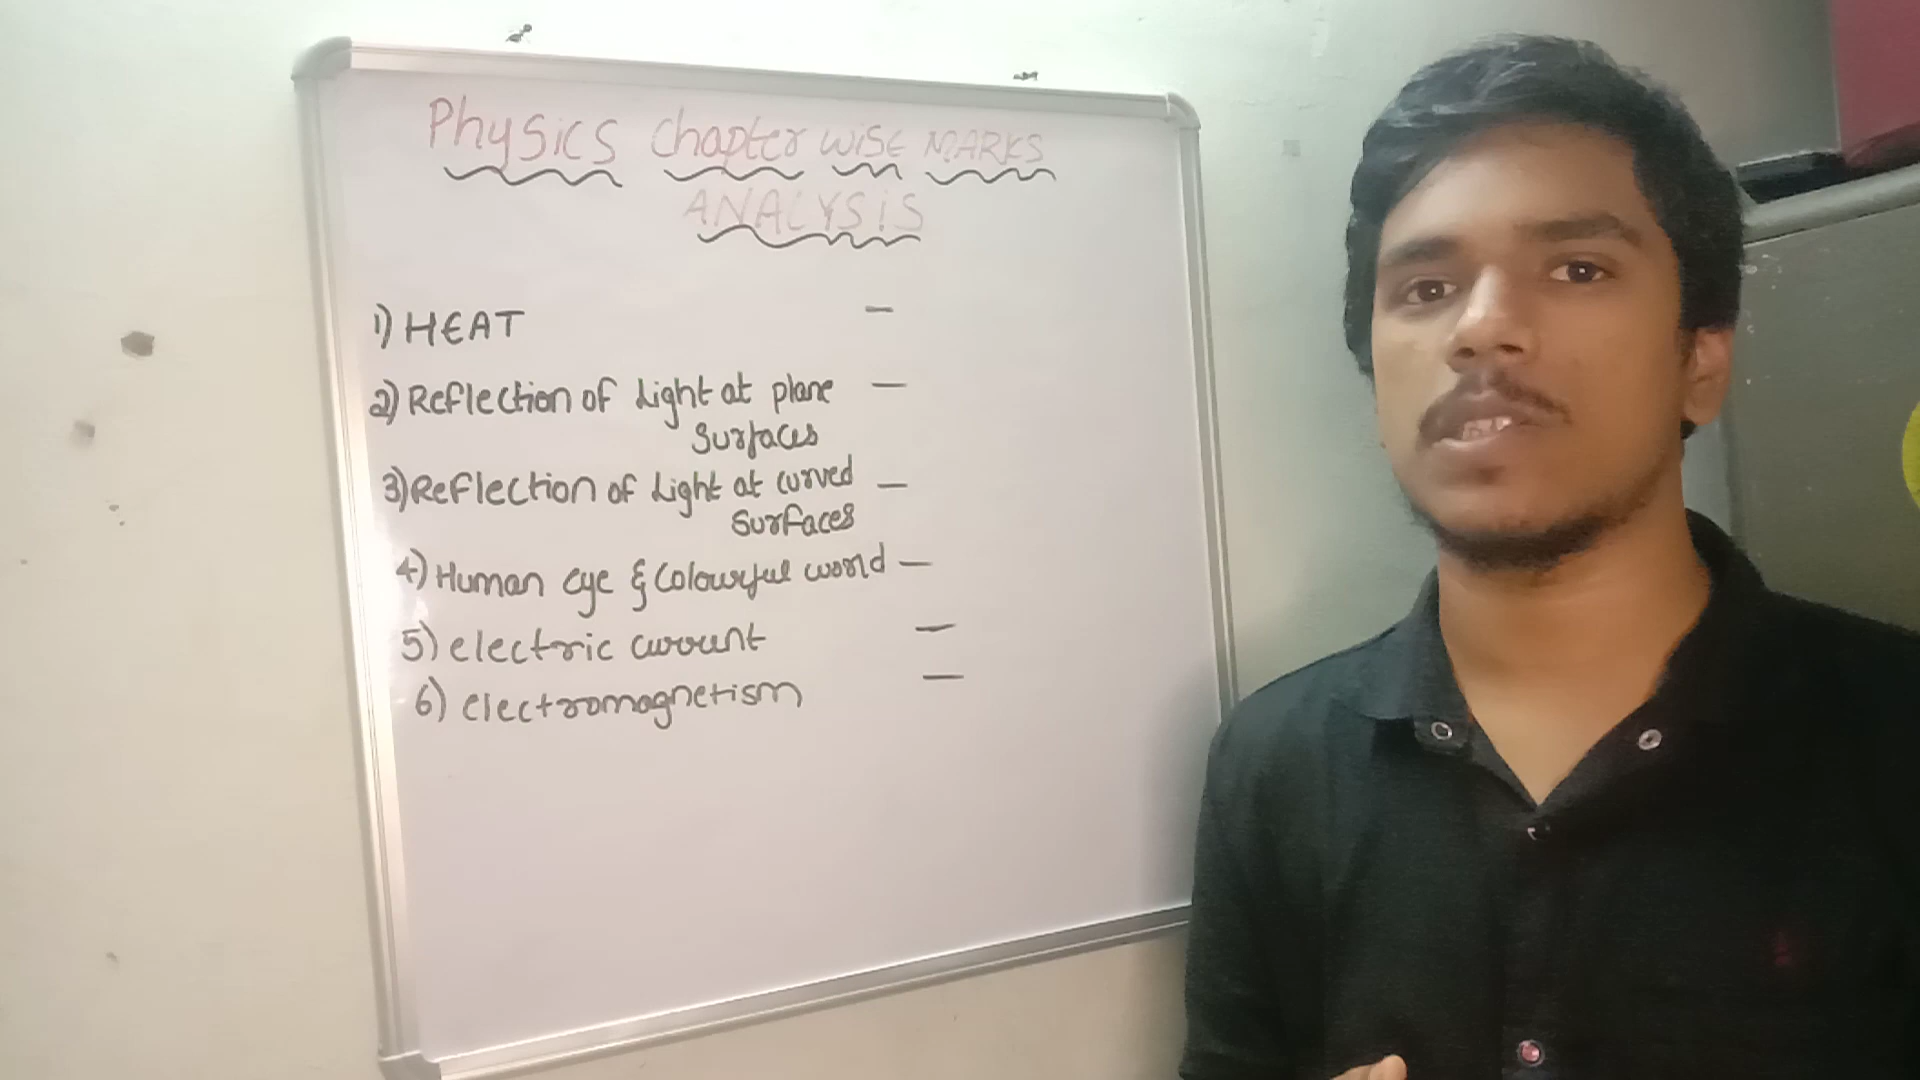 Physics Chapter wise MARKS
ANALYSIS
1) HEAT —
2) Reflection of Light at plane —
surfaces
3) Reflection of Light at curved —
surfaces
4) Human eye & Colourful world —
5) electric current —
6) electromagnetism —